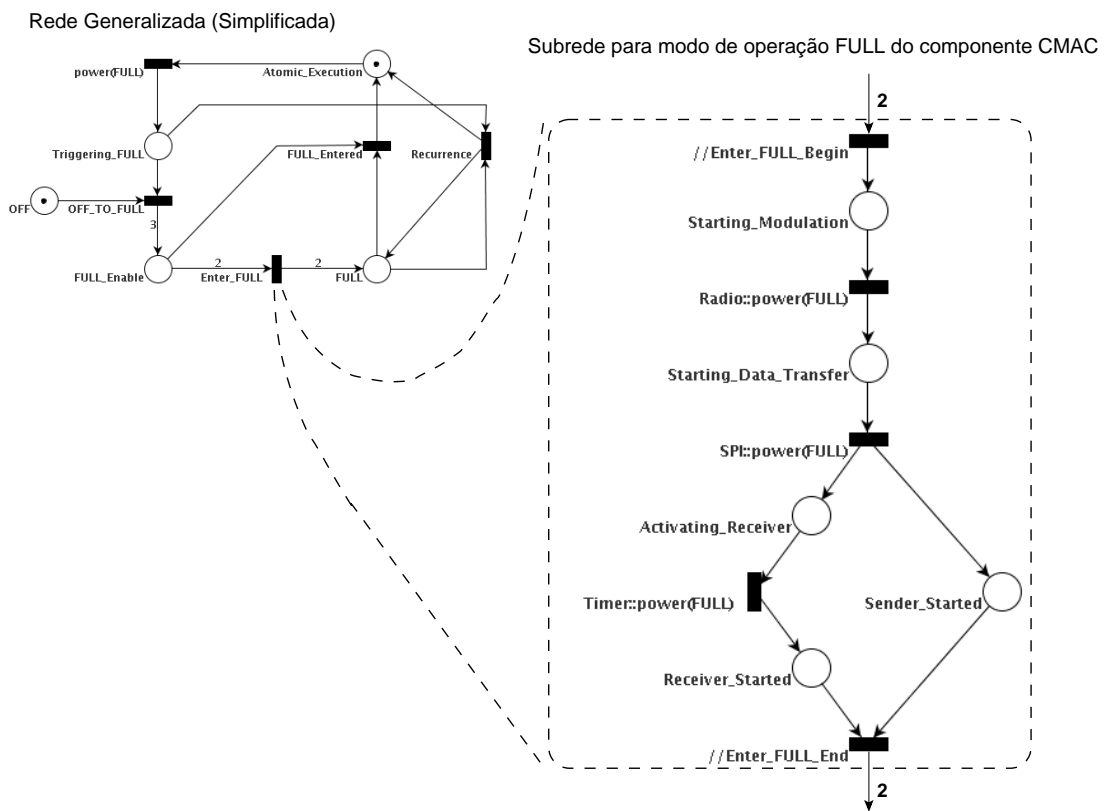 Rede Generalizada (Simplificada)
power(FULL)
Atomic_Execution
Triggering_FULL
FULL_Entered
Recurrence
OFF
OFF_TO_FULL
3
FULL_Enable
2
Enter_FULL
2
FULL
Subrede para modo de operação FULL do componente CMAC
2
//Enter_FULL_Begin
Starting_Modulation
Radio::power(FULL)
Starting_Data_Transfer
SPI::power(FULL)
Activating_Receiver
Timer::power(FULL)
Sender_Started
Receiver_Started
//Enter_FULL_End
2